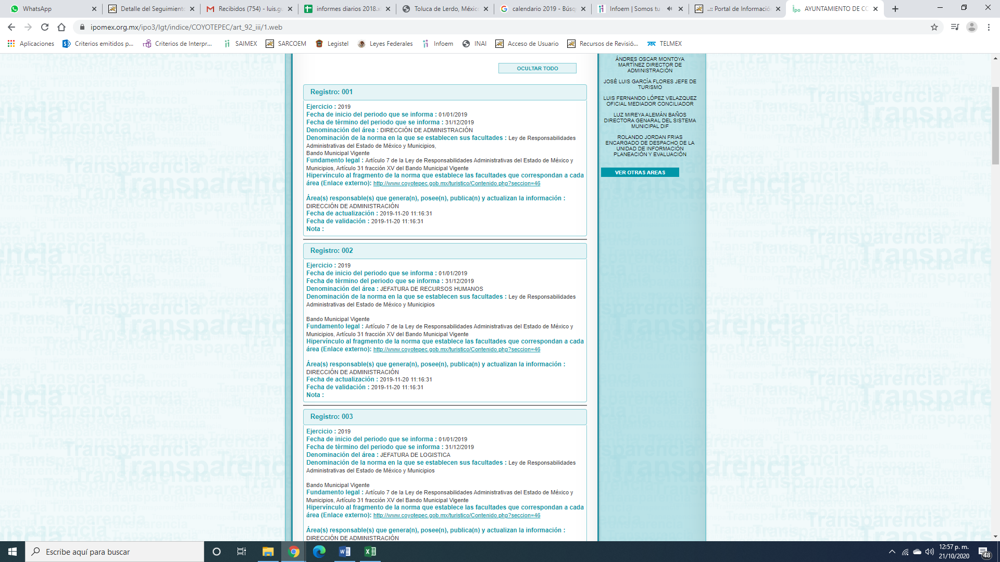 WhatsApp
Detalle del Seguimiento
Recibidos (754) - luis.gu
informes diarios 2018.x
Toluca de Lerdo, México
calendario 2019 - Búsq
Infoem | Somos tu
..:: Portal de Informació
AYUNTAMIENTO DE CO
ipomex.org.mx/ipo3/lgt/indice/COYOTEPEC/art_92_iii/1.web
Aplicaciones
Criterios emitidos p...
Criterios de Interpr...
SAIMEX
SARCOEM
Legistel
Leyes Federales
Infoem
INAI
Acceso de Usuario
Recursos de Revisió...
TELMEX
OCULTAR TODO
Registro: 001
Ejercicio : 2019
Fecha de inicio del periodo que se informa : 01/01/2019
Fecha de término del periodo que se informa : 31/12/2019
Denominación del área : DIRECCIÓN DE ADMINISTRACIÓN
Denominación de la norma en la que se establecen sus facultades : Ley de Responsabilidades
Administrativas del Estado de México y Municipios,
Bando Municipal Vigente
Fundamento legal : Artículo 7 de la Ley de Responsabilidades Administrativas del Estado de México y
Municipios, Artículo 31 fracción XV del Bando Municipal Vigente
Hipervínculo al fragmento de la norma que establece las facultades que correspondan a cada
área (Enlace externo): http://www.coyotepec.gob.mx/turistico/Contenido.php?seccion=46
Área(s) responsable(s) que genera(n), posee(n), publica(n) y actualizan la información :
DIRECCIÓN DE ADMINISTRACIÓN
Fecha de actualización : 2019-11-20 11:16:31
Fecha de validación : 2019-11-20 11:16:31
Nota :
Registro: 002
Ejercicio : 2019
Fecha de inicio del periodo que se informa : 01/01/2019
Fecha de término del periodo que se informa : 31/12/2019
Denominación del área : JEFATURA DE RECURSOS HUMANOS
Denominación de la norma en la que se establecen sus facultades : Ley de Responsabilidades
Administrativas del Estado de México y Municipios
Bando Municipal Vigente
Fundamento legal : Artículo 7 de la Ley de Responsabilidades Administrativas del Estado de México y
Municipios, Artículo 31 fracción XV del Bando Municipal Vigente
Hipervínculo al fragmento de la norma que establece las facultades que correspondan a cada
área (Enlace externo): http://www.coyotepec.gob.mx/turistico/Contenido.php?seccion=46
Área(s) responsable(s) que genera(n), posee(n), publica(n) y actualizan la información :
DIRECCIÓN DE ADMINISTRACIÓN
Fecha de actualización : 2019-11-20 11:16:31
Fecha de validación : 2019-11-20 11:16:31
Nota :
Registro: 003
Ejercicio : 2019
Fecha de inicio del periodo que se informa : 01/01/2019
Fecha de término del periodo que se informa : 31/12/2019
Denominación del área : JEFATURA DE LOGISTICA
Denominación de la norma en la que se establecen sus facultades : Ley de Responsabilidades
Administrativas del Estado de México y Municipios
Bando Municipal Vigente
Fundamento legal : Artículo 7 de la Ley de Responsabilidades Administrativas del Estado de México y
Municipios, Artículo 31 fracción XV del Bando Municipal Vigente
Hipervínculo al fragmento de la norma que establece las facultades que correspondan a cada
área (Enlace externo): http://www.coyotepec.gob.mx/turistico/Contenido.php?seccion=46
Área(s) responsable(s) que genera(n), posee(n), publica(n) y actualizan la información :
DIRECCIÓN DE ADMINISTRACIÓN
ÁNDRES OSCAR MONTOYA
MARTÍNEZ DIRECTOR DE
ADMINISTRACIÓN
JOSÉ LUIS GARCÍA FLORES JEFE DE
TURISMO
LUIS FERNANDO LÓPEZ VELAZQUEZ
OFICIAL MEDIADOR CONCILIADOR
LUZ MIREYA ALEMÁN BAÑOS
DIRECTORA GENARAL DEL SISTEMA
MUNICIPAL DIF
ROLANDO JORDAN FRIAS
ENCARGADO DE DESPACHO DE LA
UNIDAD DE INFORMACIÓN
PLANEACIÓN Y EVALUACIÓN
VER OTRAS AREAS
Escribe aquí para buscar
12:57 p. m.
21/10/2020
48